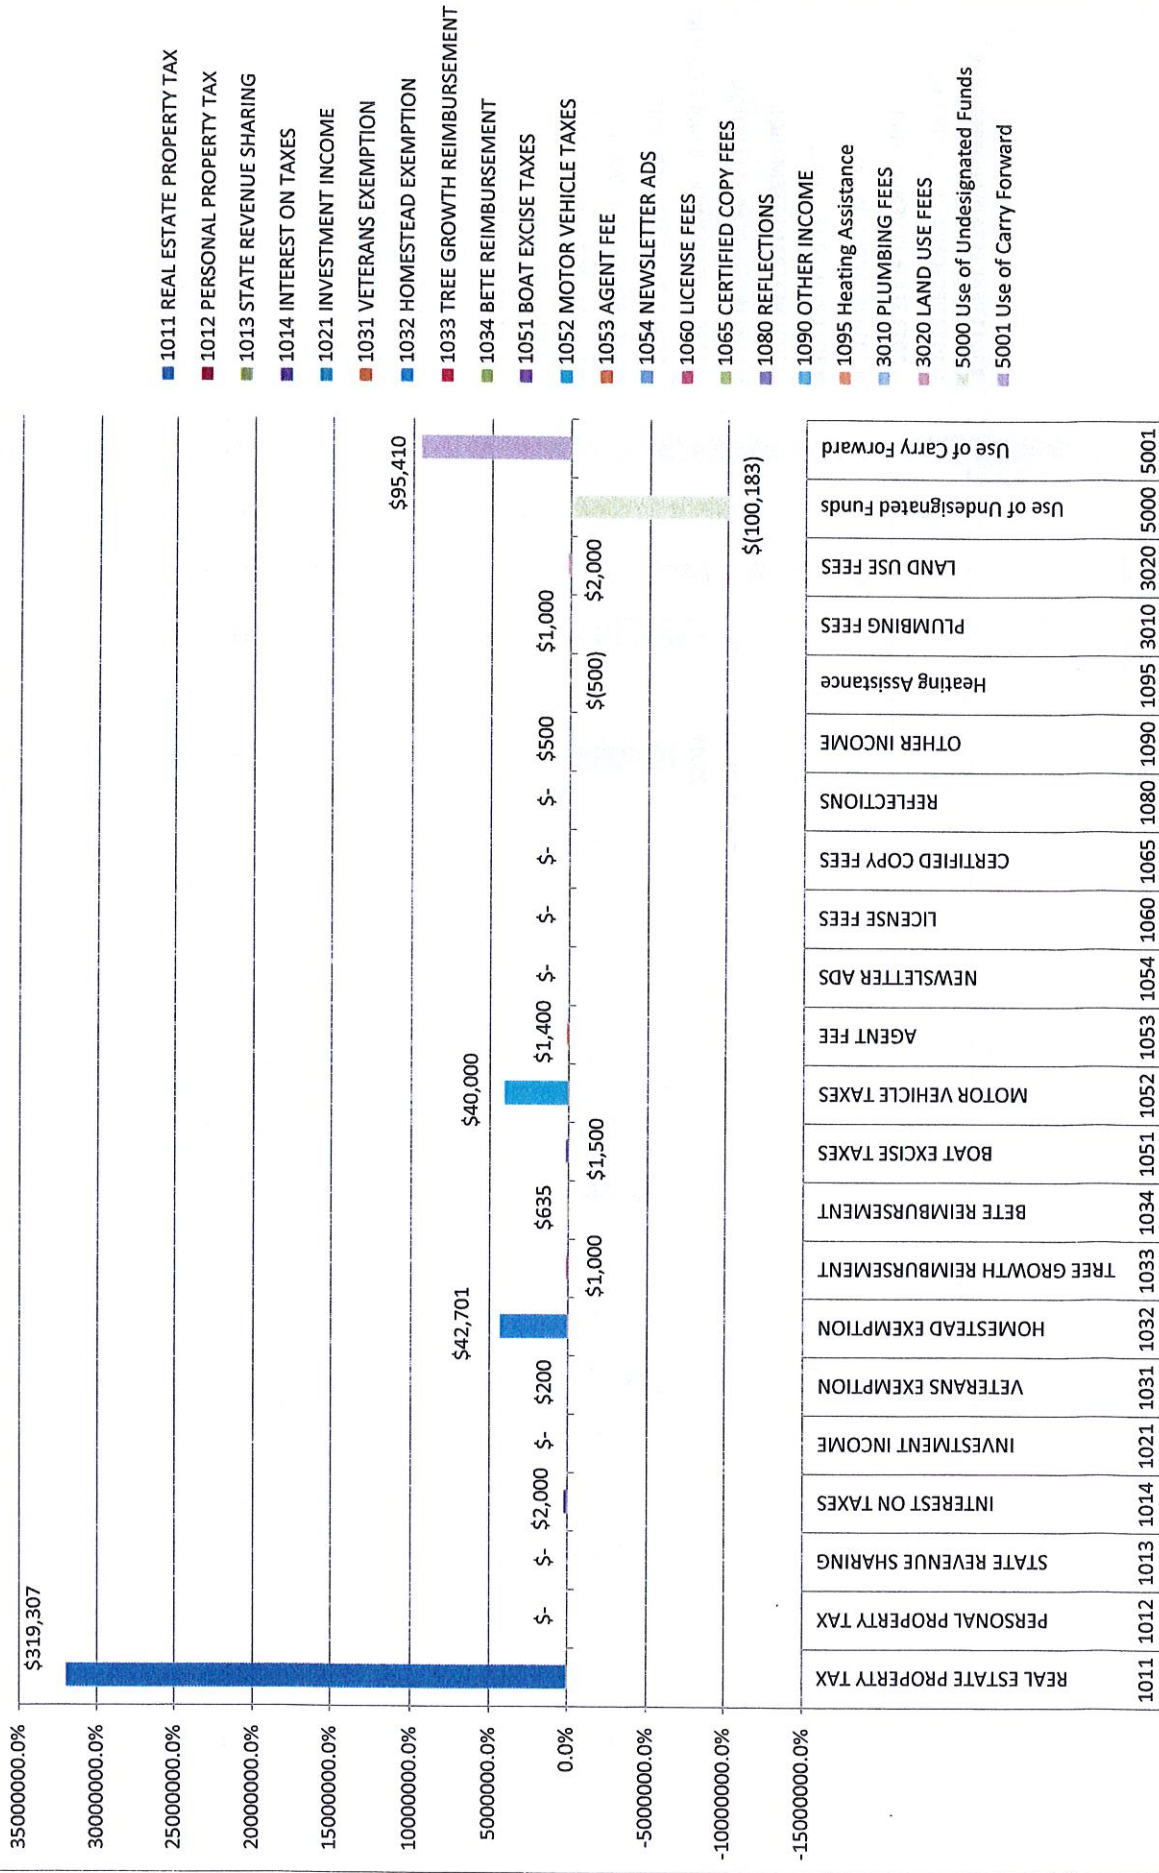 35000000.0%
30000000.0%
25000000.0%
20000000.0%
15000000.0%
10000000.0%
5000000.0%
0.0%
-5000000.0%
-10000000.0%
-15000000.0%
$319,307
$-
$-
$2,000
$-
$200
$42,701
$1,000
$635
$1,500
$40,000
$1,400
$-
$-
$-
$-
$500
$(500)
$1,000
$2,000
$(100,183)
$95,410
REAL ESTATE PROPERTY TAX
PERSONAL PROPERTY TAX
STATE REVENUE SHARING
INTEREST ON TAXES
INVESTMENT INCOME
VETERANS EXEMPTION
HOMESTEAD EXEMPTION
TREE GROWTH REIMBURSEMENT
BETE REIMBURSEMENT
BOAT EXCISE TAXES
MOTOR VEHICLE TAXES
AGENT FEE
NEWSLETTER ADS
LICENSE FEES
CERTIFIED COPY FEES
REFLECTIONS
OTHER INCOME
Heating Assistance
PLUMBING FEES
LAND USE FEES
Use of Undesignated Funds
Use of Carry Forward
1011 1012 1013 1014 1021 1031 1032 1033 1034 1051 1052 1053 1054 1060 1065 1080 1090 1095 3010 3020 5000 5001
1011 REAL ESTATE PROPERTY TAX
1012 PERSONAL PROPERTY TAX
1013 STATE REVENUE SHARING
1014 INTEREST ON TAXES
1021 INVESTMENT INCOME
1031 VETERANS EXEMPTION
1032 HOMESTEAD EXEMPTION
1033 TREE GROWTH REIMBURSEMENT
1034 BETE REIMBURSEMENT
1051 BOAT EXCISE TAXES
1052 MOTOR VEHICLE TAXES
1053 AGENT FEE
1054 NEWSLETTER ADS
1060 LICENSE FEES
1065 CERTIFIED COPY FEES
1080 REFLECTIONS
1090 OTHER INCOME
1095 Heating Assistance
3010 PLUMBING FEES
3020 LAND USE FEES
5000 Use of Undesignated Funds
5001 Use of Carry Forward